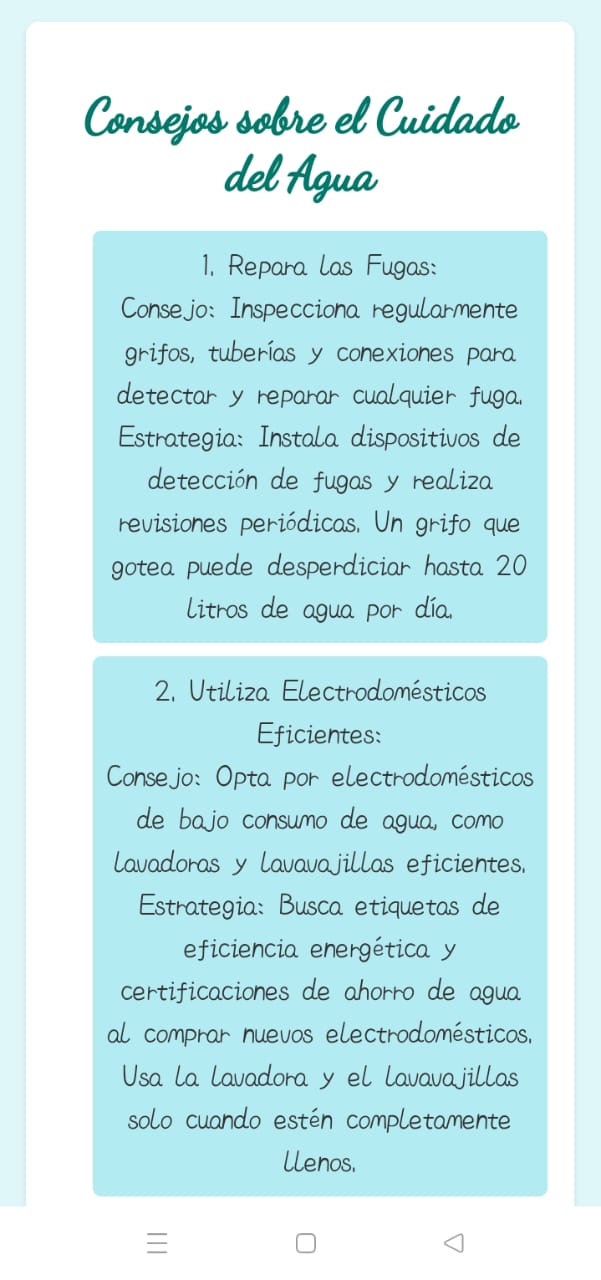 Consejos sobre el Cuidado
del Agua
1. Repara las Fugas:
Consejo: Inspecciona regularmente
grifos, tuberías y conexiones para
detectar y reparar cualquier fuga.
Estrategia: Instala dispositivos de
detección de fugas y realiza
revisiones periódicas. Un grifo que
gotea puede desperdiciar hasta 20
litros de agua por día.
2. Utiliza Electrodomésticos
Eficientes:
Consejo: Opta por electrodomésticos
de bajo consumo de agua, como
lavadoras y lavavajillas eficientes.
Estrategia: Busca etiquetas de
eficiencia energética y
certificaciones de ahorro de agua
al comprar nuevos electrodomésticos.
Usa la lavadora y el lavavajillas
solo cuando estén completamente
llenos.